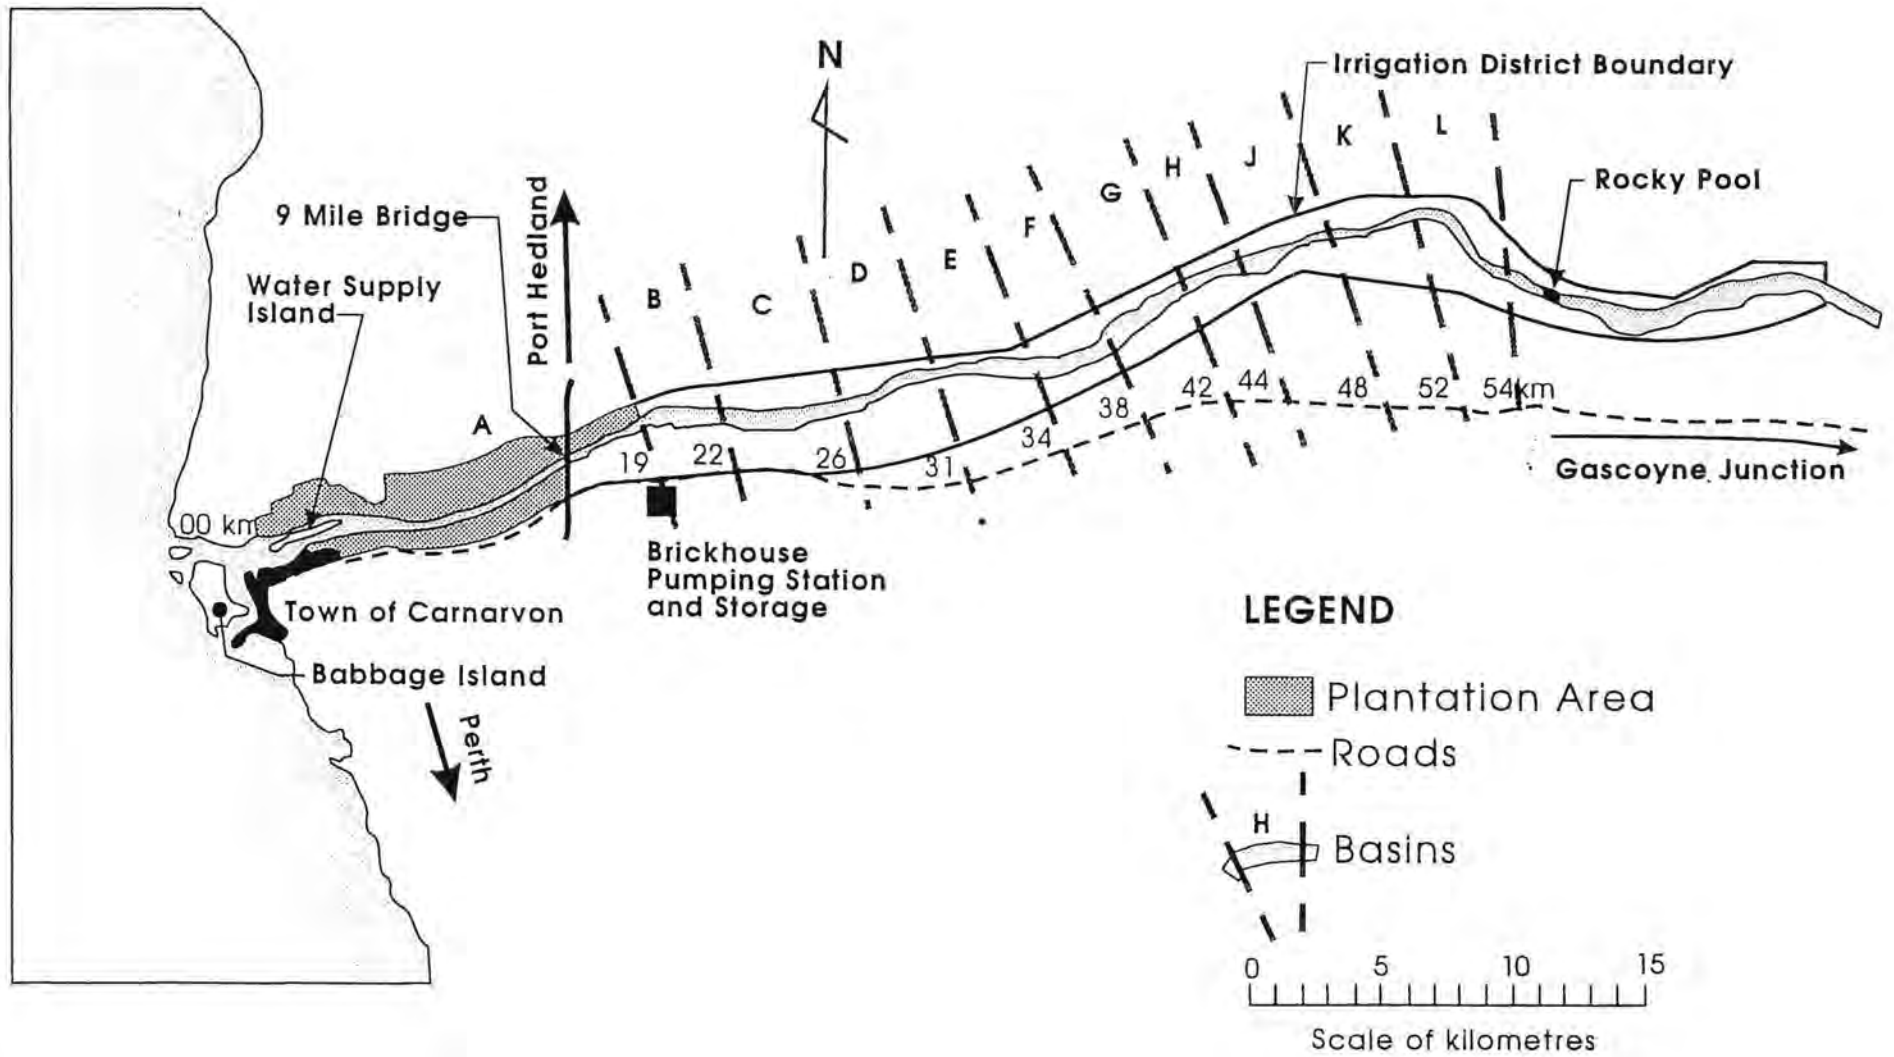 N
Irrigation District Boundary
K
L
J
H
Rocky Pool
G
9 Mile Bridge
Port Hedland
F
E
D
Water Supply
Island
B
C
A
19
22
26
31
34
38
42
44
48
52
54km
Gascoyne Junction
00 km
Brickhouse
Pumping Station
and Storage
Town of Carnarvon
Babbage Island
Perth
LEGEND
Plantation Area
Roads
H
Basins
0 5 10 15
Scale of kilometres